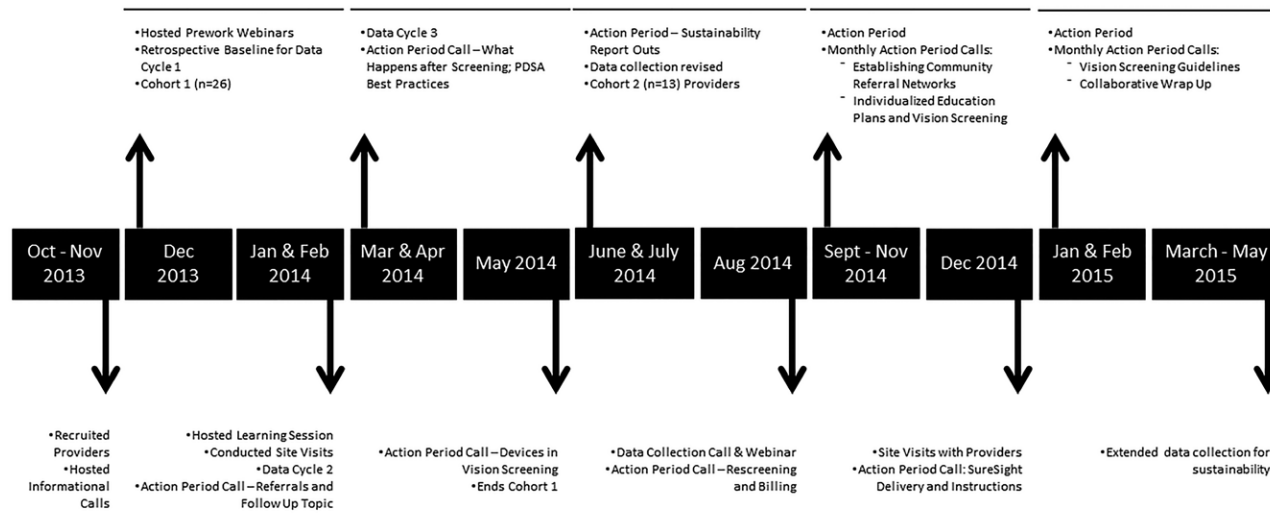 •Hosted Prework Webinars
•Retrospective Baseline for Data
Cycle 1
•Cohort 1 (n=26)
•Data Cycle 3
•Action Period Call – What
Happens after Screening; PDSA
Best Practices
•Action Period – Sustainability
Report Outs
•Data collection revised
•Cohort 2 (n=13) Providers
•Action Period
•Monthly Action Period Calls:
- Establishing Community
Referral Networks
- Individualized Education
Plans and Vision Screening
•Action Period
•Monthly Action Period Calls:
- Vision Screening Guidelines
- Collaborative Wrap Up
Oct - Nov
2013
Dec
2013
Jan & Feb
2014
Mar & Apr
2014
May 2014
June & July
2014
Aug 2014
Sept - Nov
2014
Dec 2014
Jan & Feb
2015
March - May
2015
•Recruited
Providers
•Hosted
Informational
Calls
•Hosted Learning Session
•Conducted Site Visits
•Data Cycle 2
•Action Period Call – Referrals and
Follow Up Topic
•Action Period Call – Devices in
Vision Screening
•Ends Cohort 1
•Data Collection Call & Webinar
•Action Period Call – Rescreening
and Billing
•Site Visits with Providers
•Action Period Call: SureSight
Delivery and Instructions
•Extended data collection for
sustainability